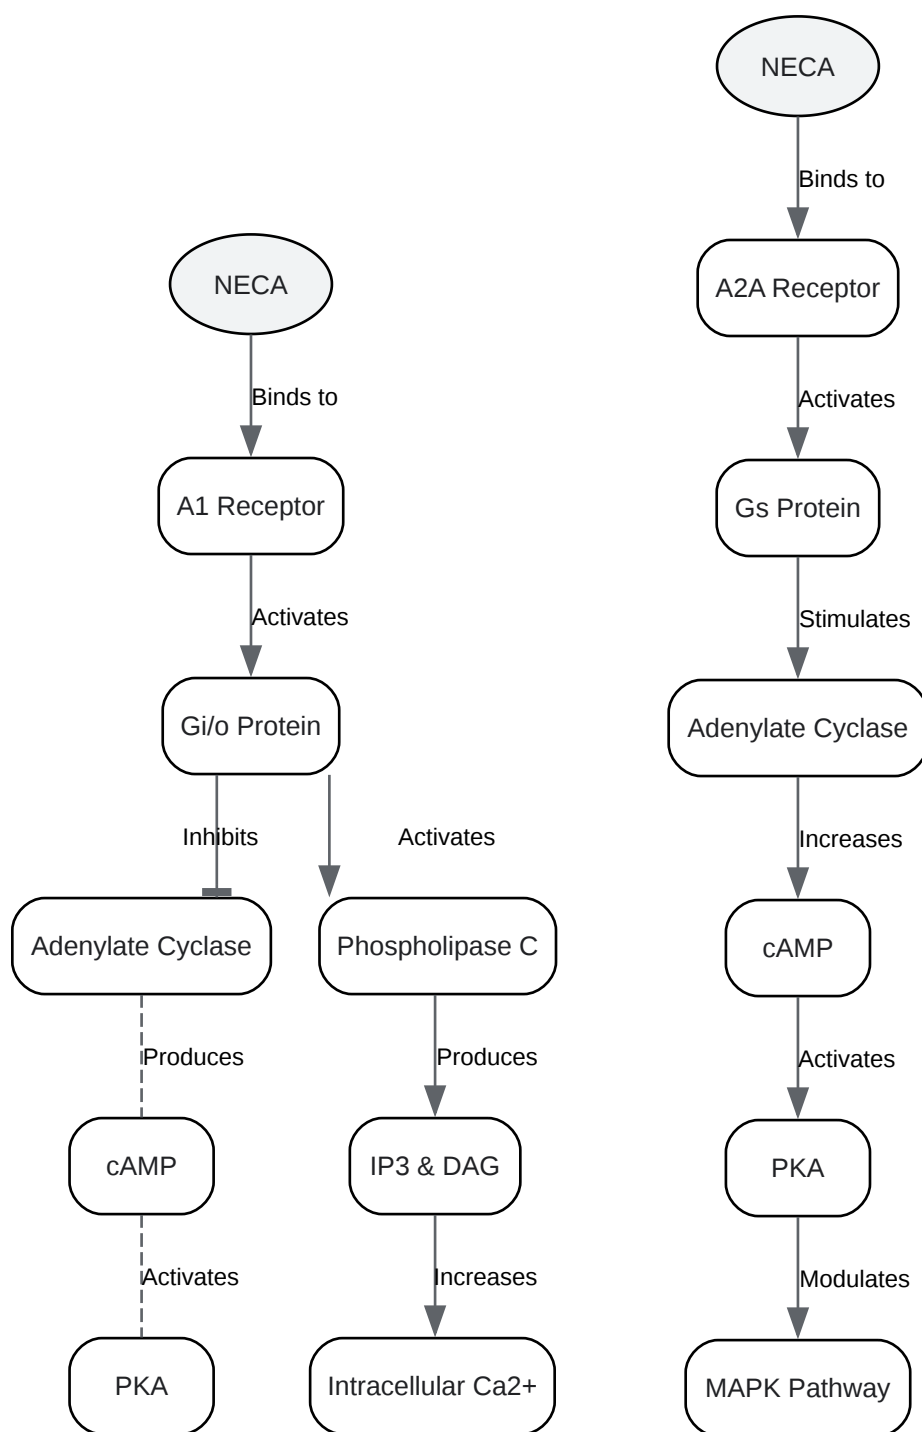 NECA
Binds to
A1 Receptor
Activates
Gi/o Protein
Inhibits
Activates
Adenylate Cyclase
Phospholipase C
Produces
Produces
cAMP
IP3 & DAG
Activates
Increases
PKA
Intracellular Ca2+
NECA
Binds to
A2A Receptor
Activates
Gs Protein
Stimulates
Adenylate Cyclase
Increases
cAMP
Activates
PKA
Modulates
MAPK Pathway